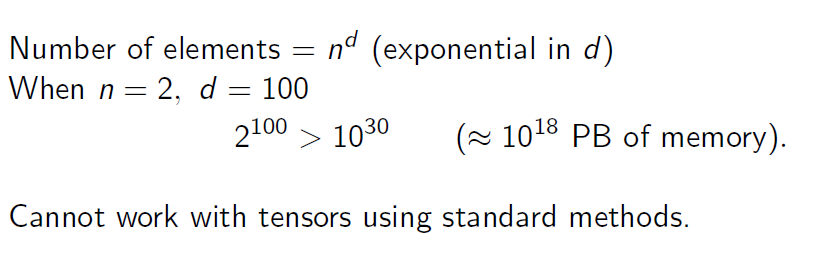 Number of elements = n^d (exponential in d)
When n = 2, d = 100
2^100 > 10^30 (≈ 10^18 PB of memory).
Cannot work with tensors using standard methods.